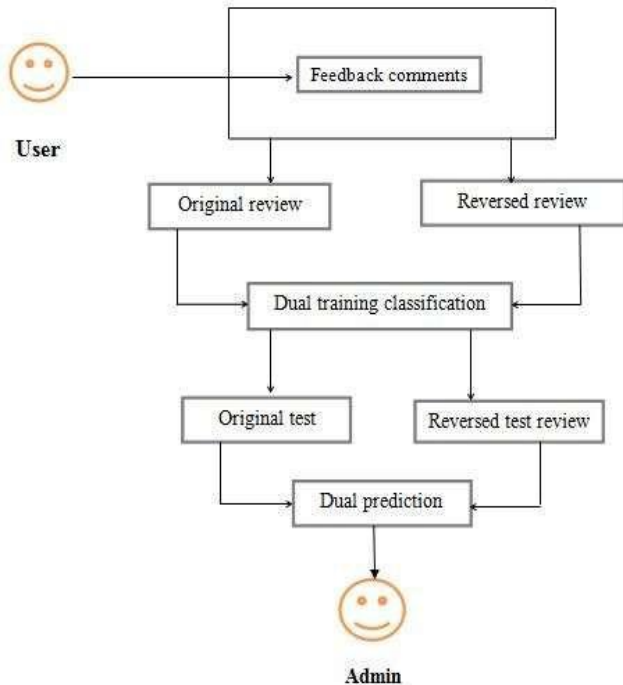 Feedback comments
User
Original review
Reversed review
Dual training classification
Original test
Reversed test review
Dual prediction
Admin